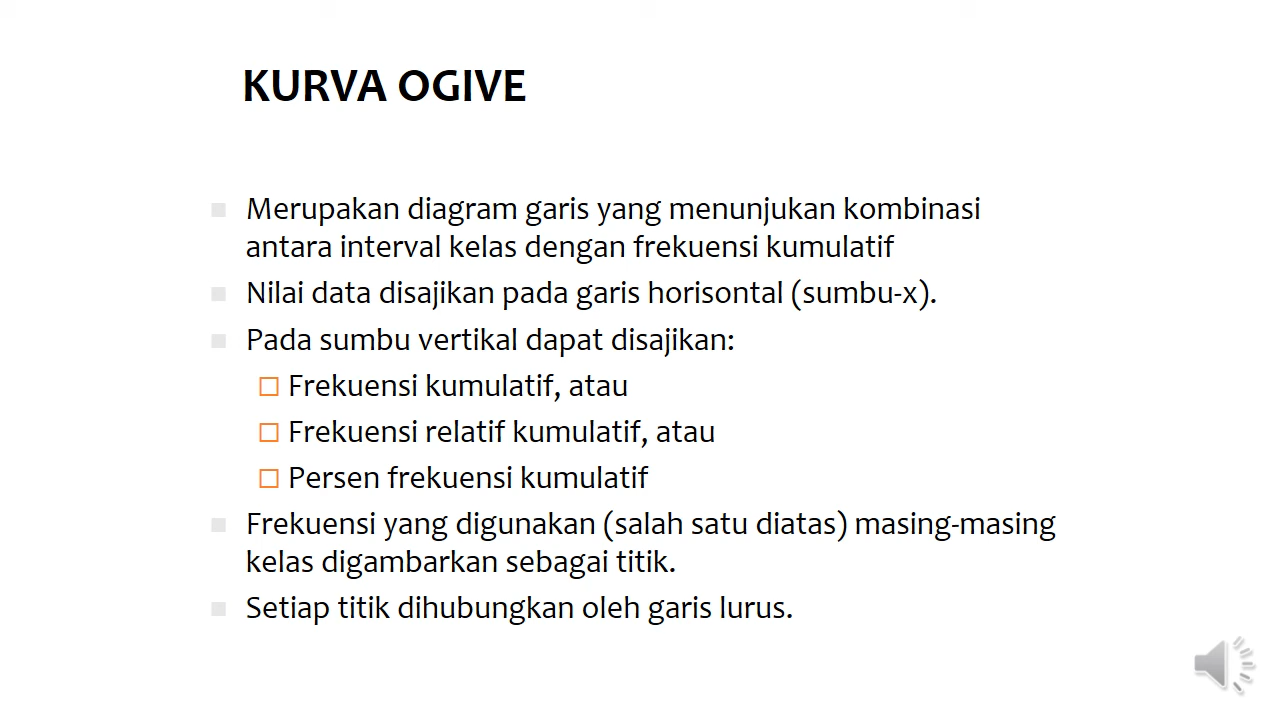 KURVA OGIVE
Merupakan diagram garis yang menunjukan kombinasi
antara interval kelas dengan frekuensi kumulatif
Nilai data disajikan pada garis horisontal (sumbu-x).
Pada sumbu vertikal dapat disajikan:
Frekuensi kumulatif, atau
Frekuensi relatif kumulatif, atau
Persen frekuensi kumulatif
Frekuensi yang digunakan (salah satu diatas) masing-masing
kelas digambarkan sebagai titik.
Setiap titik dihubungkan oleh garis lurus.